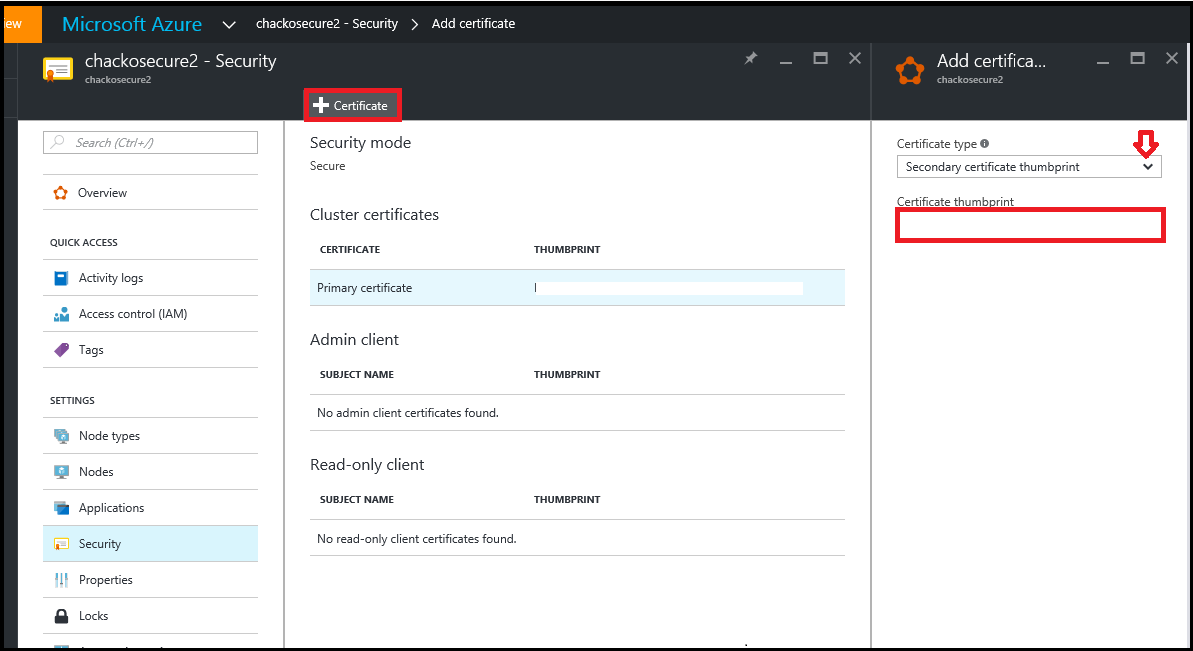 ew
Microsoft Azure
chackosecure2 - Security
Add certificate
chackosecure2 - Security
chackosecure2
Certificate
Add certifica...
chackosecure2
Search (Ctrl+/)
Overview
QUICK ACCESS
Activity logs
Access control (IAM)
Tags
SETTINGS
Node types
Nodes
Applications
Security
Properties
Locks
Security mode
Secure
Cluster certificates
CERTIFICATE THUMBPRINT
Primary certificate
Admin client
SUBJECT NAME THUMBPRINT
No admin client certificates found.
Read-only client
SUBJECT NAME THUMBPRINT
No read-only client certificates found.
Certificate type
Secondary certificate thumbprint
Certificate thumbprint